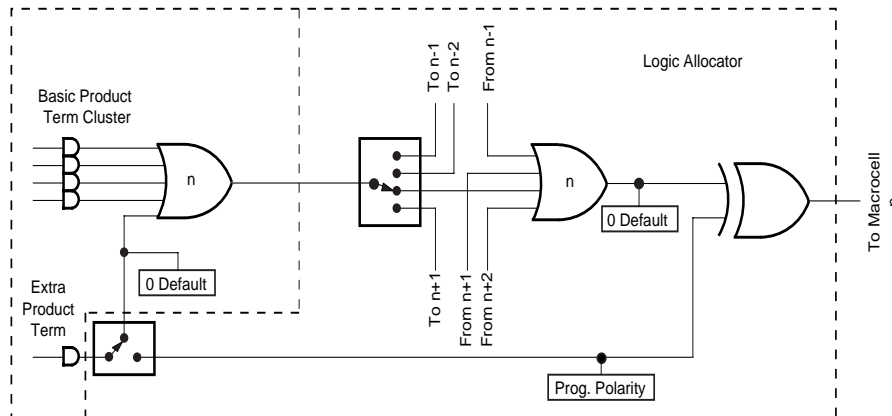 Basic Product
Term Cluster
n
0 Default
Extra
Product
Term
To n-1
To n-2
From n-1
Logic Allocator
n
0 Default
To n+1
From n+1
From n+2
Prog. Polarity
To Macrocell
n